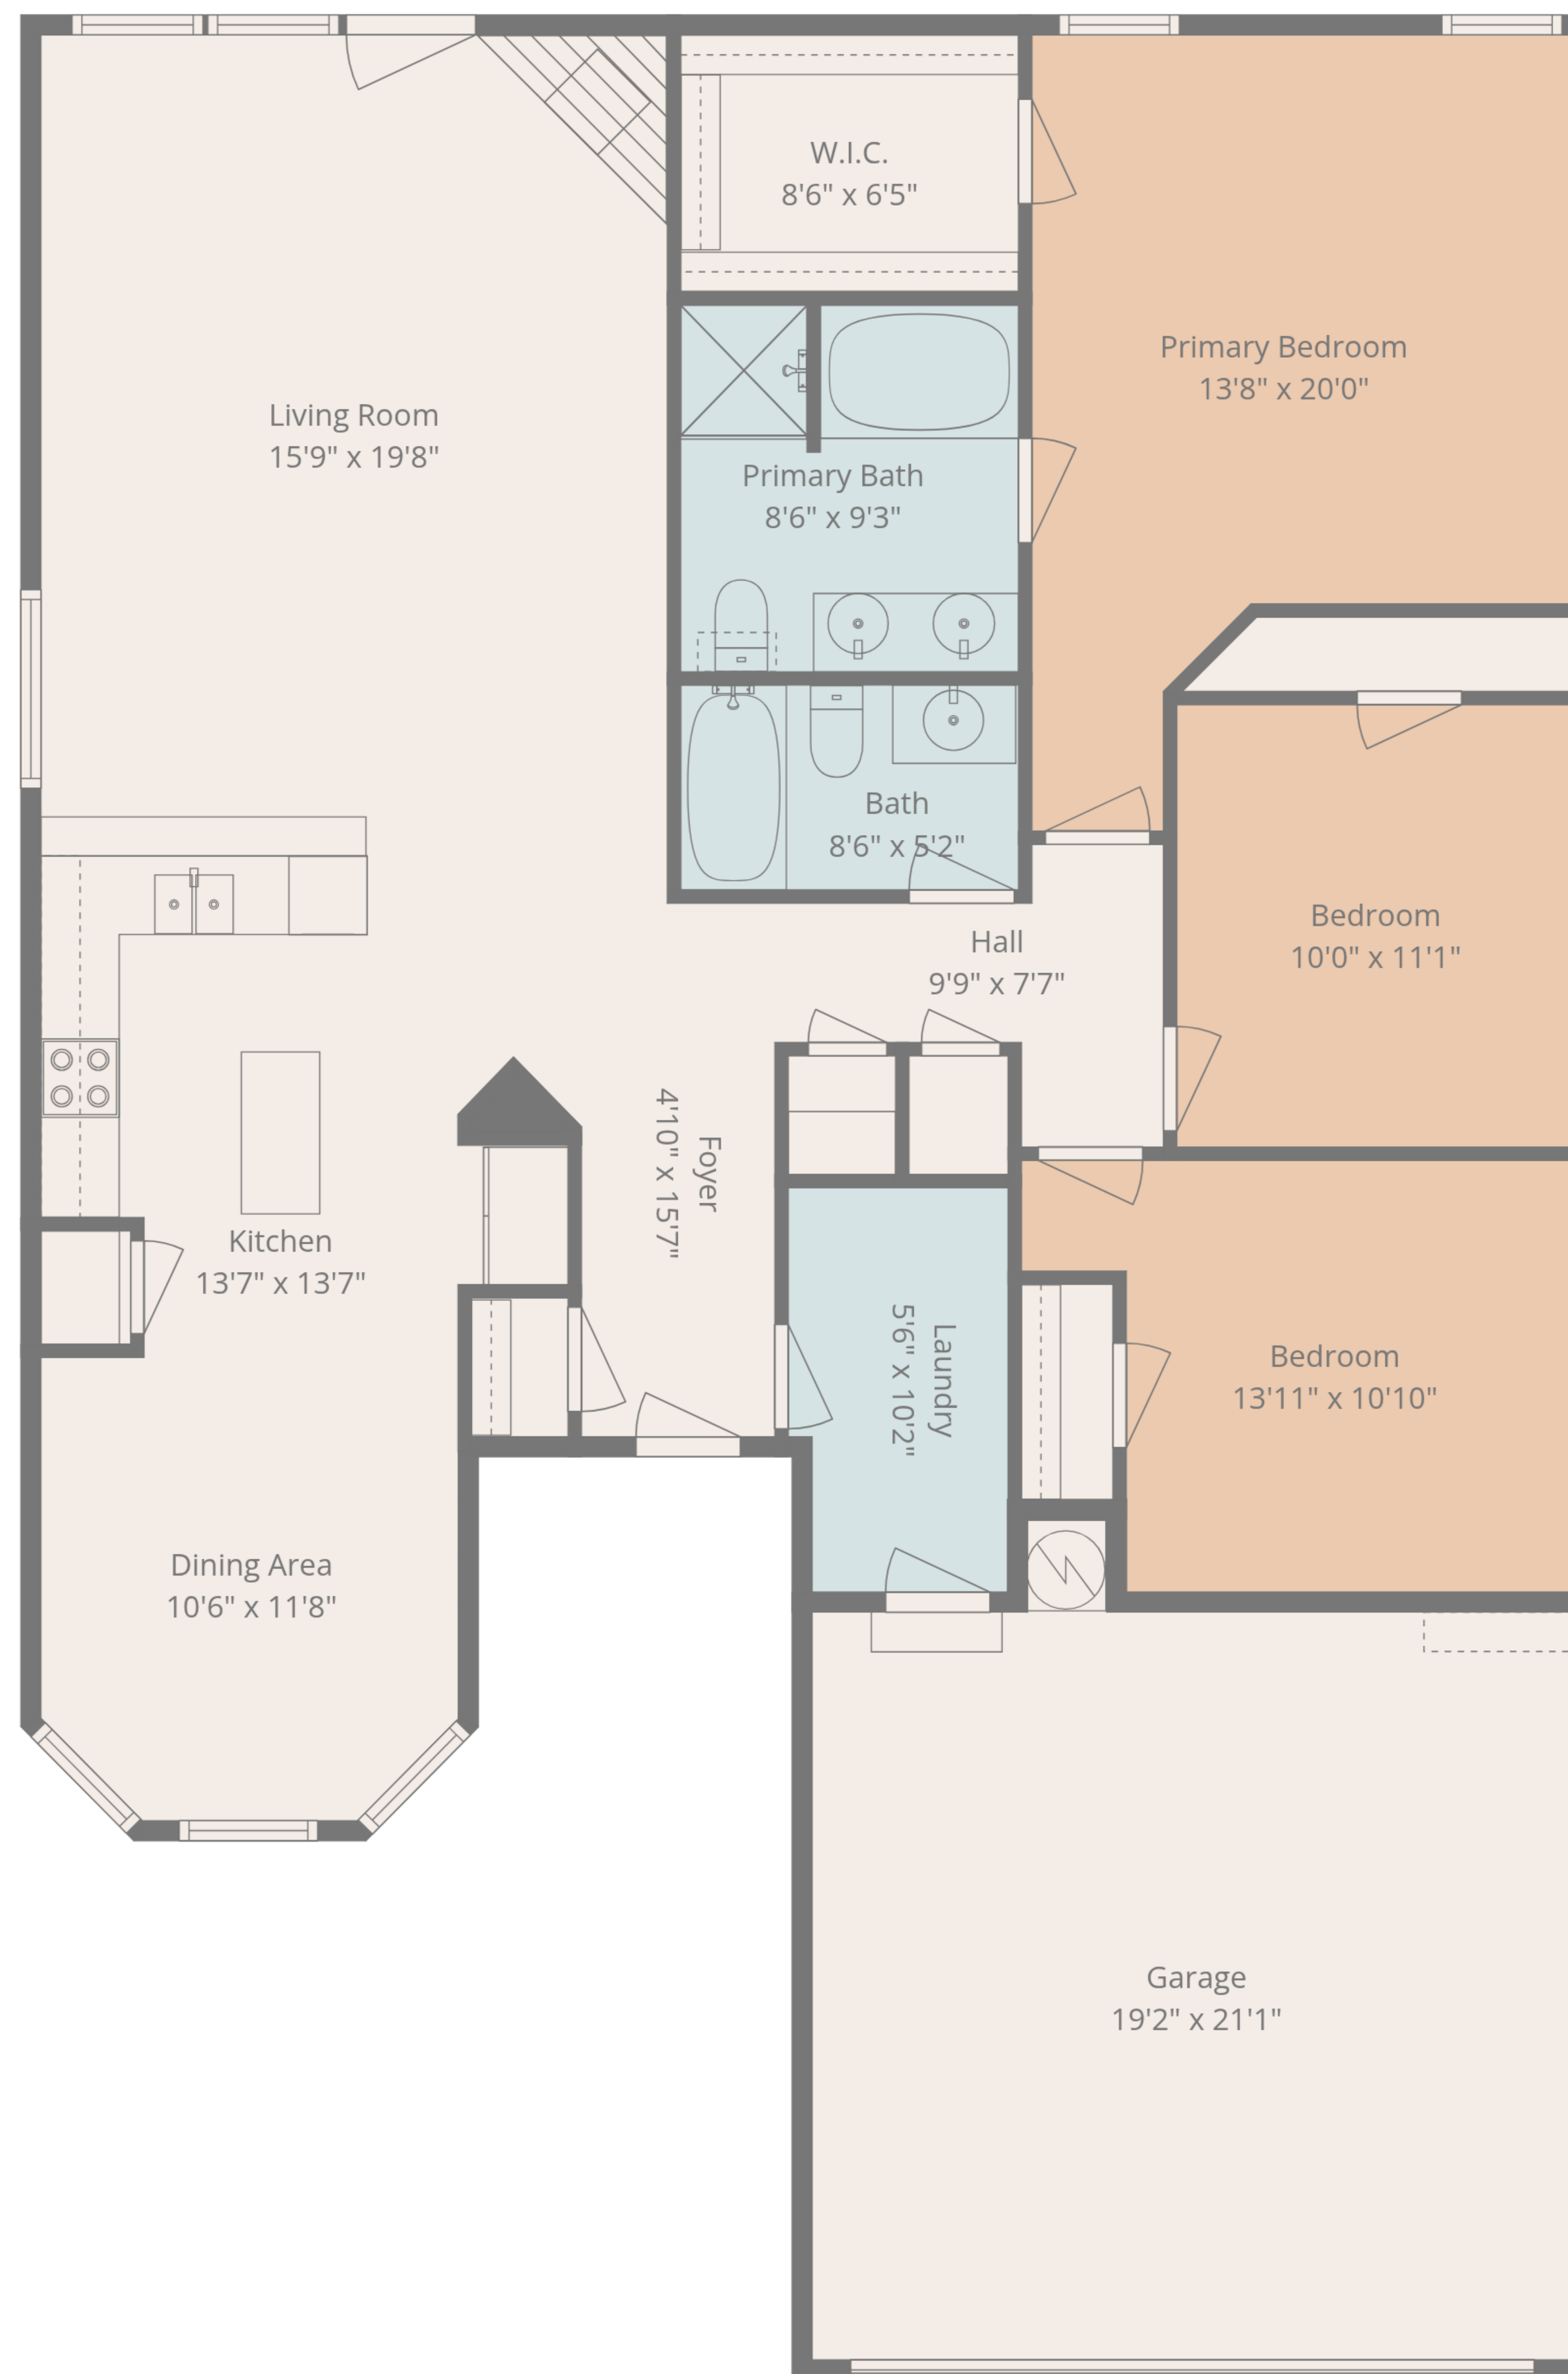 W.I.C.
8'6" x 6'5"
Primary Bedroom
13'8" x 20'0"
Living Room
15'9" x 19'8"
Primary Bath
8'6" x 9'3"
Bath
8'6" x 5'2"
Bedroom
10'0" x 11'1"
Hall
9'9" x 7'7"
Foyer
4'10" x 15'7"
Kitchen
13'7" x 13'7"
Laundry
5'6" x 10'2"
Bedroom
13'11" x 10'10"
Dining Area
10'6" x 11'8"
Garage
19'2" x 21'1"